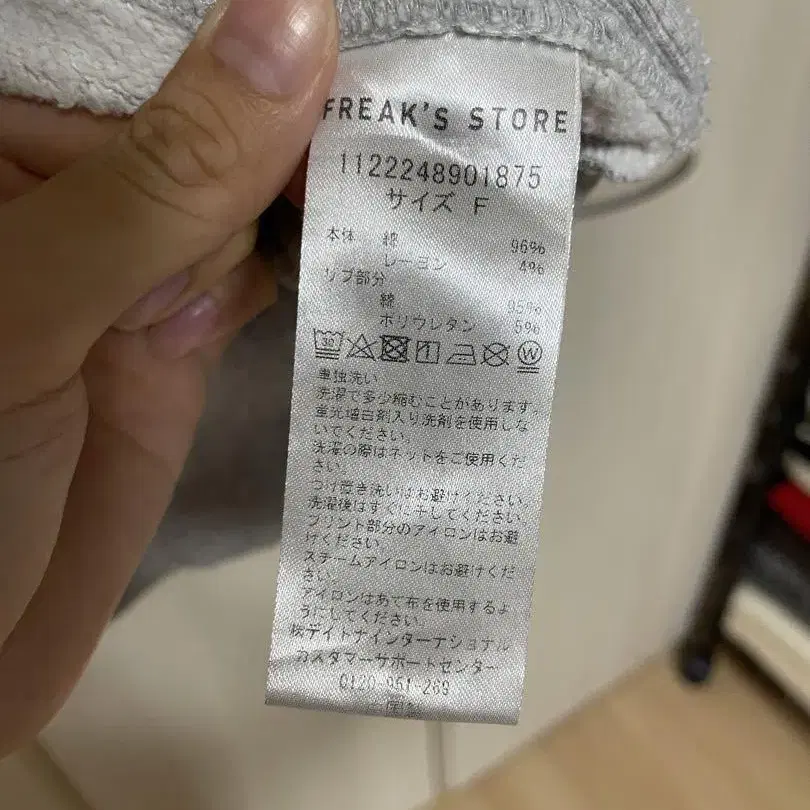 FREAK'S STORE
1122248901875
サイズ F
本体 綿 96%
レーヨン 4%
リブ部分
綿 95%
ポリウレタン 5%
30 W
単独洗い
洗濯で多少縮むことがあります。
蛍光増白剤入り洗剤を使用しな
いでください。
洗濯の際はネットをご使用くだ
さい。
つけ置き洗いはお避けください。
洗濯後はすぐに干してください。
プリント部分のアイロンはお避
けください。
スチームアイロンはお避けくだ
さい。
アイロンはあて布を使用するよ
うにしてください。
㈱デイトナインターナショナル
カスタマーサポートセンター
0120-951-289